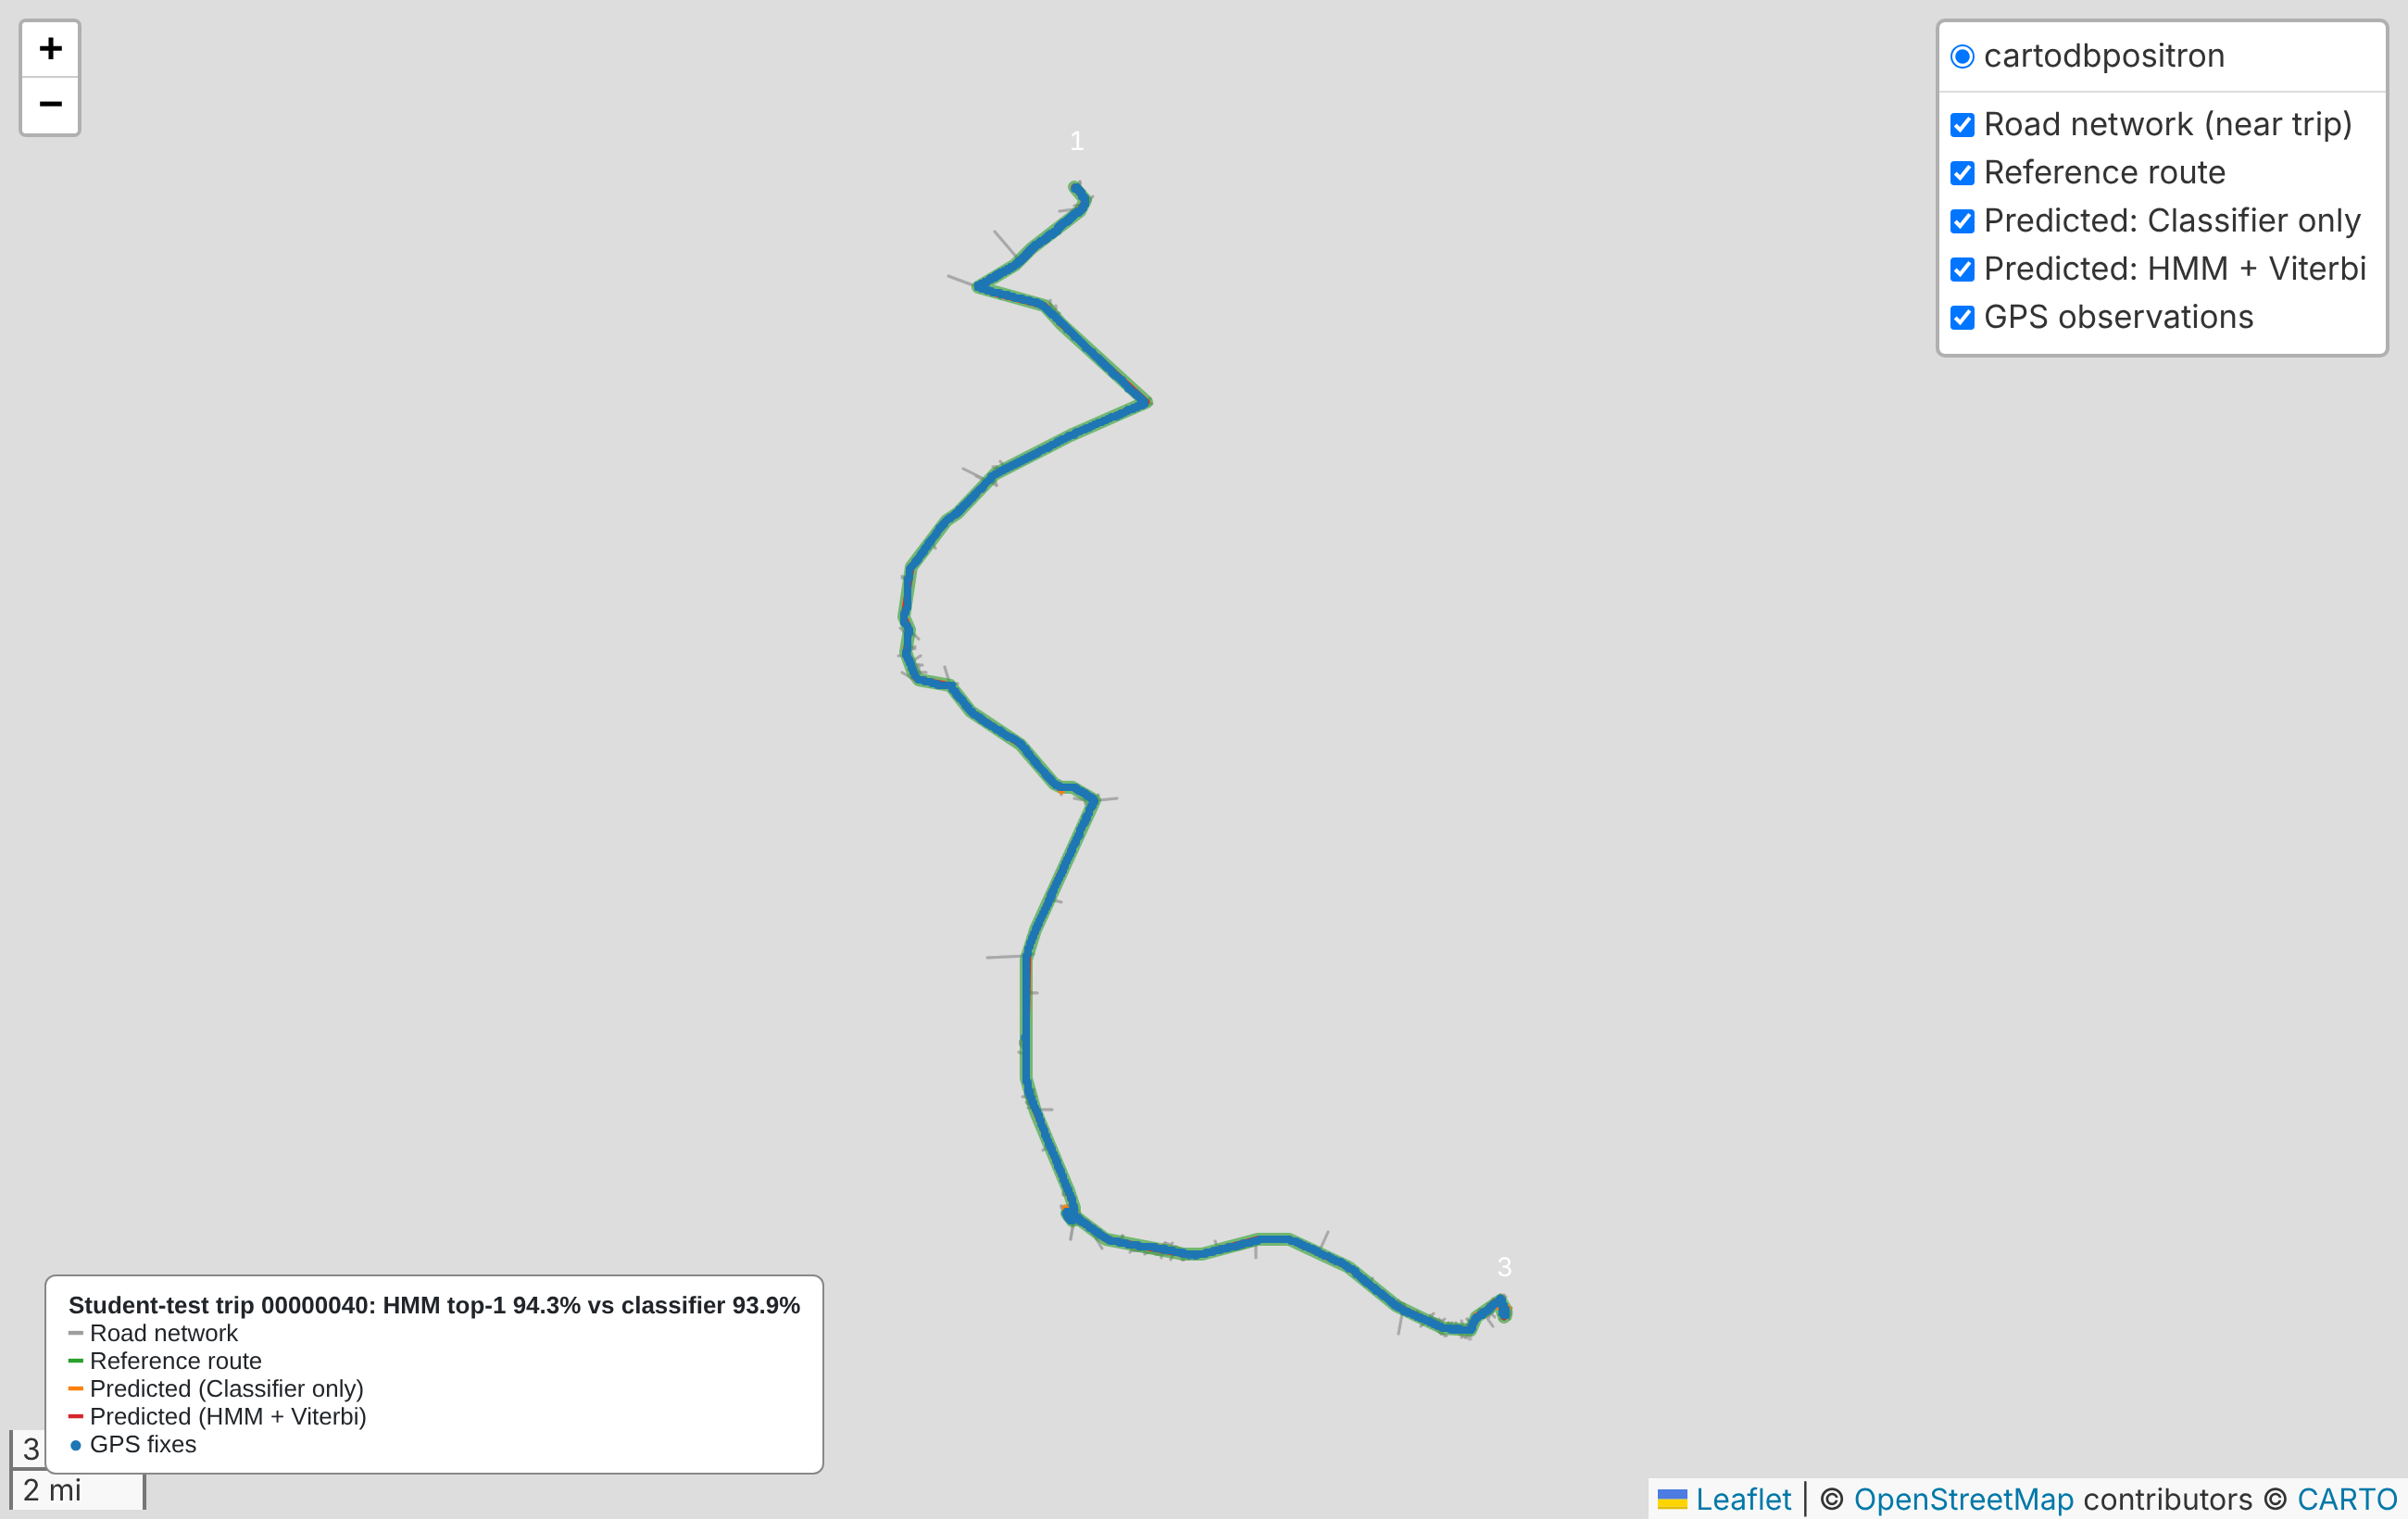 +
−
1
cartodbpositron
Road network (near trip)
Reference route
Predicted: Classifier only
Predicted: HMM + Viterbi
GPS observations
3
Student-test trip 00000040: HMM top-1 94.3% vs classifier 93.9%
Road network
Reference route
Predicted (Classifier only)
Predicted (HMM + Viterbi)
GPS fixes
3
2 mi
Leaflet | © OpenStreetMap contributors © CARTO